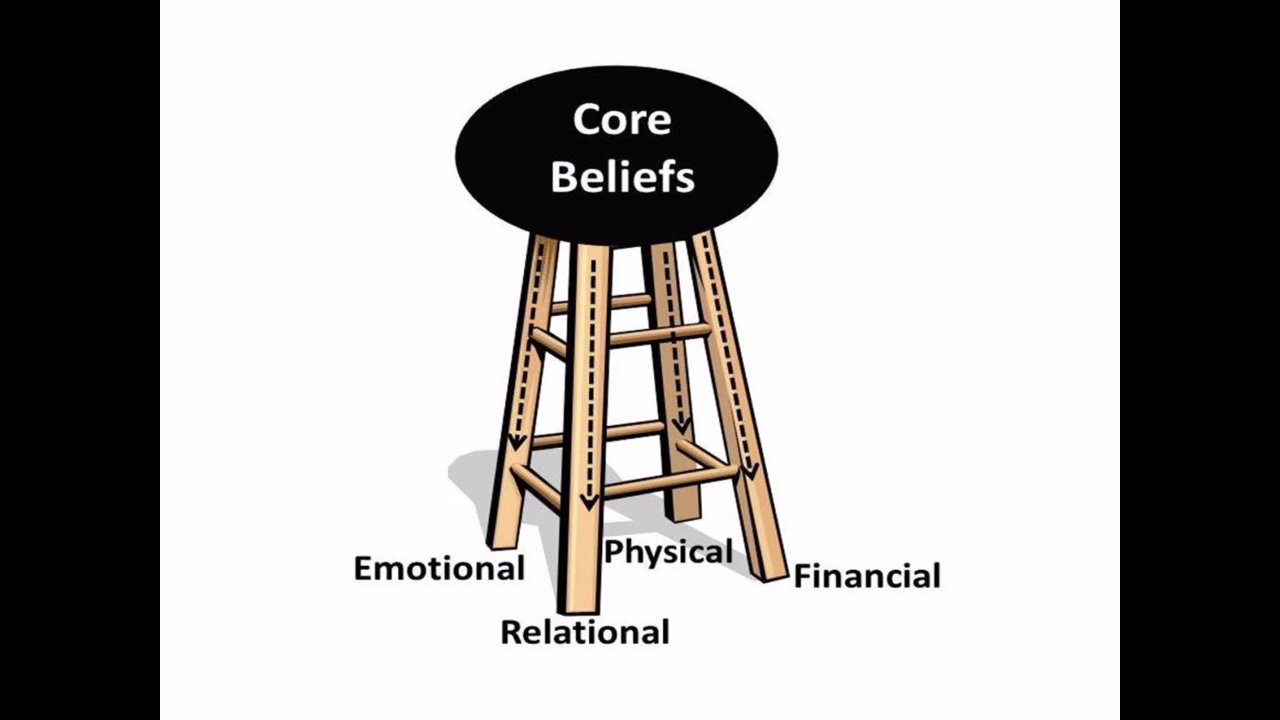 Core
Beliefs
Emotional
Physical
Financial
Relational